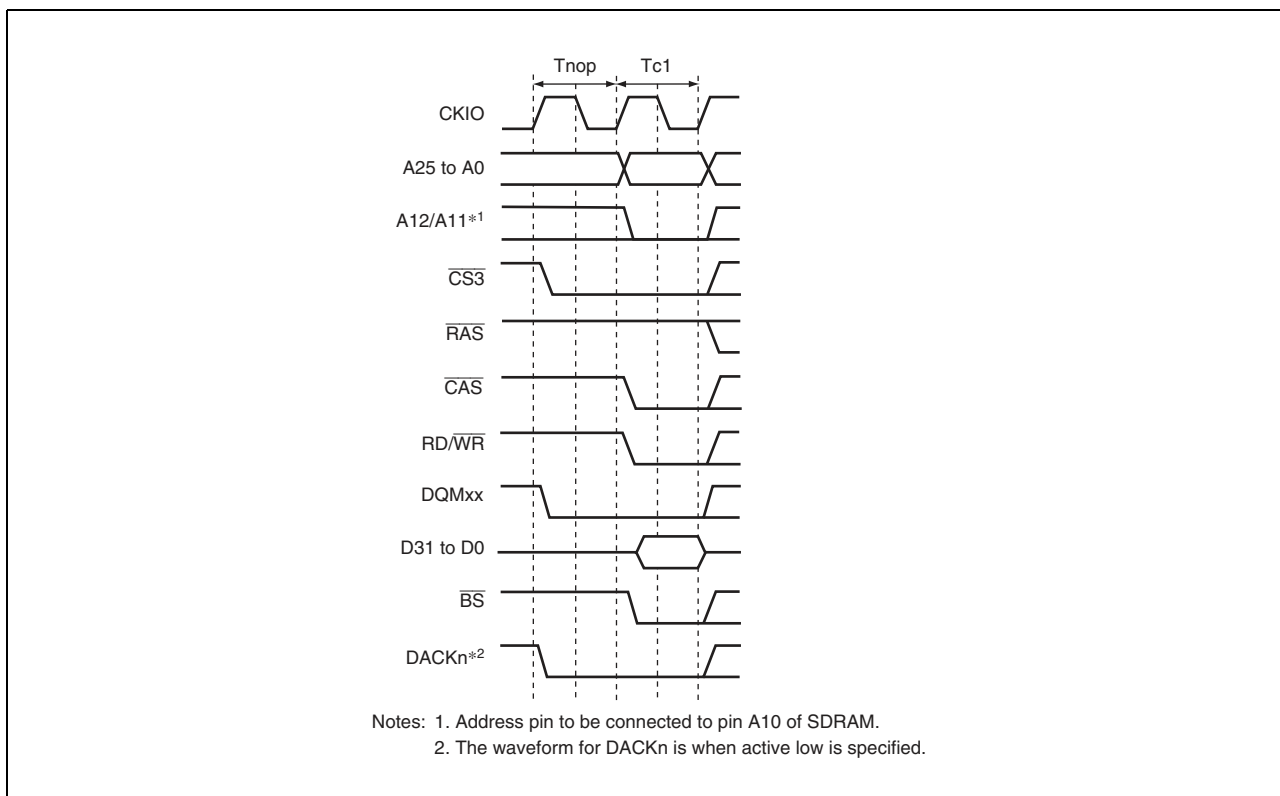 Tnop Tc1
CKIO
A25 to A0
A12/A11*1
CS3
RAS
CAS
RD/WR
DQMxx
D31 to D0
BS
DACKn*2
Notes: 1. Address pin to be connected to pin A10 of SDRAM.
2. The waveform for DACKn is when active low is specified.